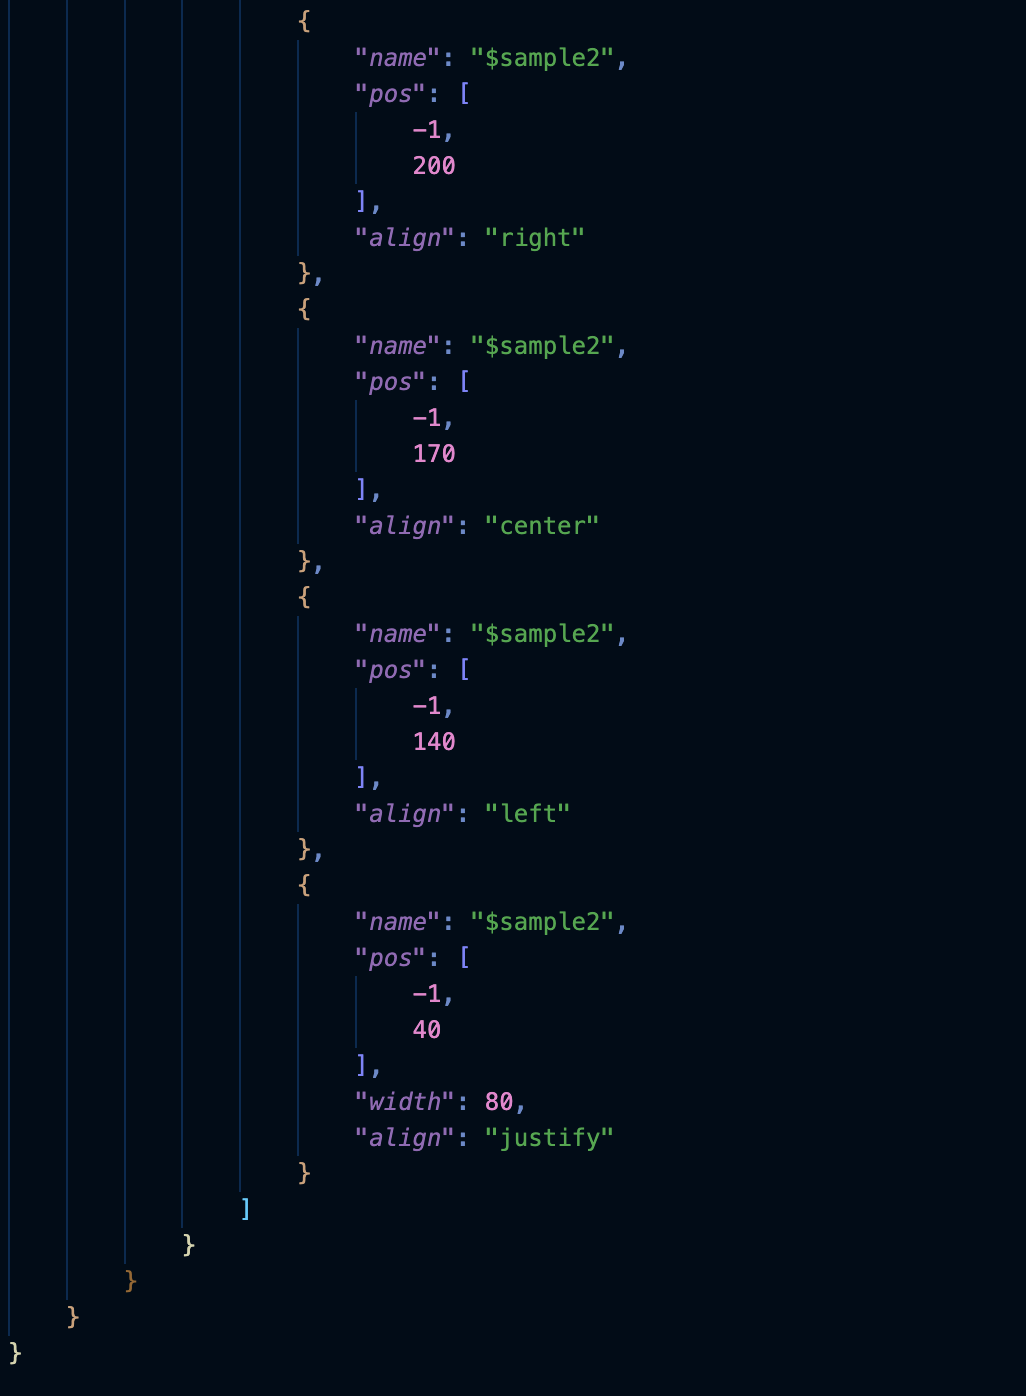 {
"name": "$sample2",
"pos": [
-1,
200
],
"align": "right"
},
{
"name": "$sample2",
"pos": [
-1,
170
],
"align": "center"
},
{
"name": "$sample2",
"pos": [
-1,
140
],
"align": "left"
},
{
"name": "$sample2",
"pos": [
-1,
40
],
"width": 80,
"align": "justify"
}
]
}
}
}
}